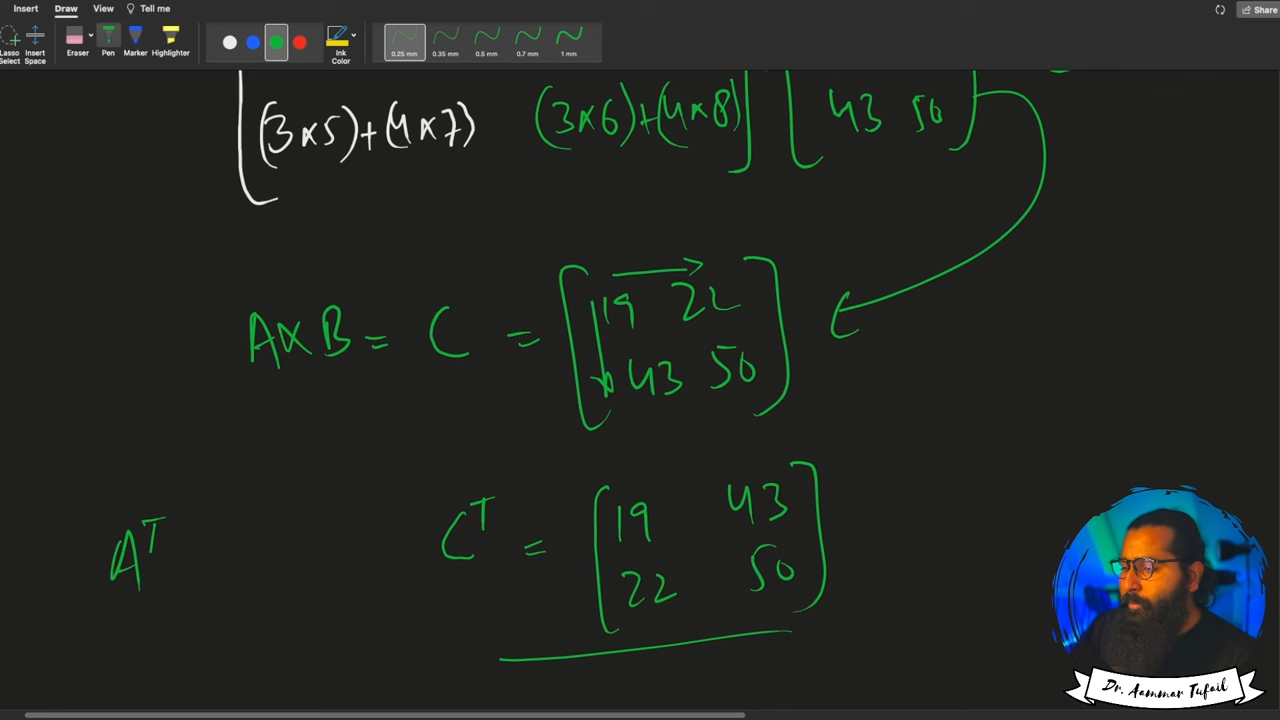 Insert Draw View Tell me
Share
Lasso Select
Insert Space
Eraser
Pen
Marker
Highlighter
Ink Color
0.25 mm
0.35 mm
0.5 mm
0.7 mm
1 mm
(3×5)+(4×7) (3×6)+(4×8) 43 50
A×B = C = 19 22
43 50
A^T C^T = 19 43
22 50
Dr. Aammar Tufail